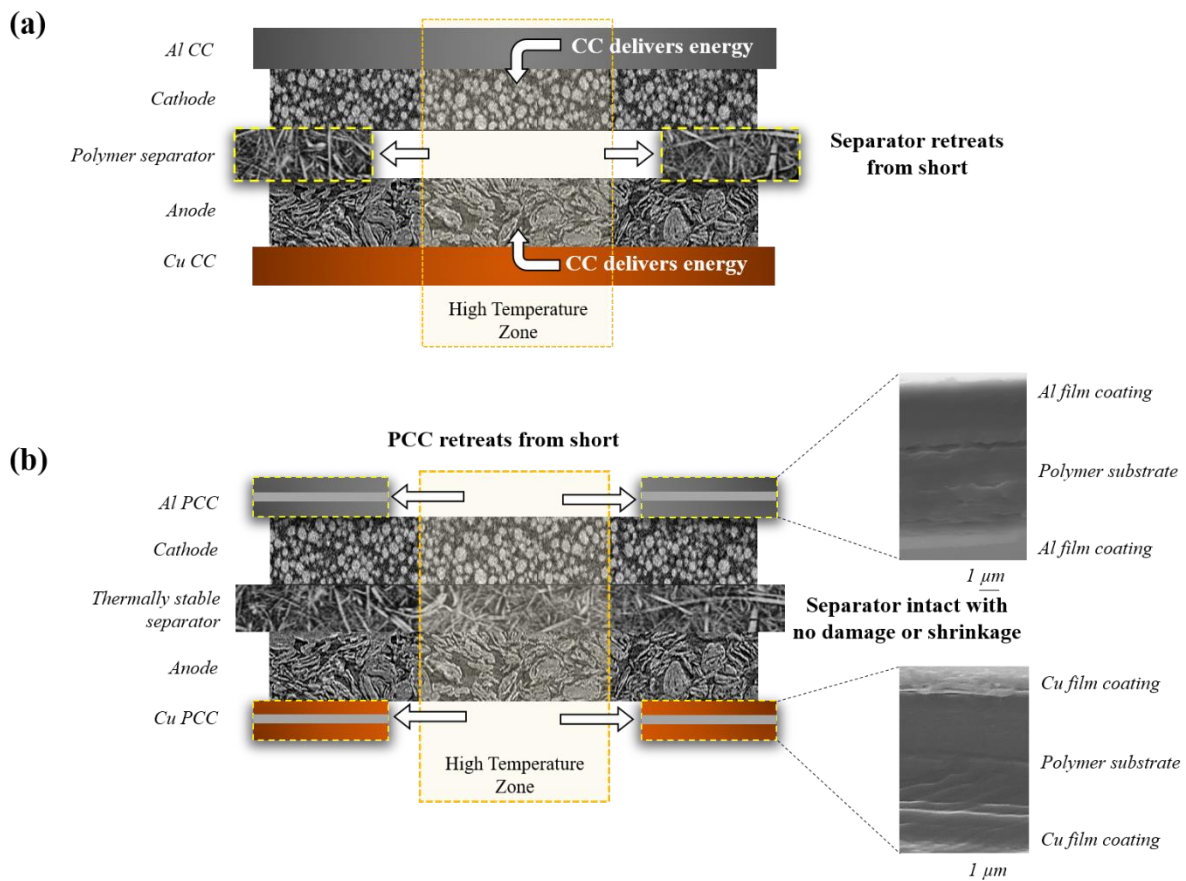 (a)
Al CC
CC delivers energy
Cathode
Polymer separator
Separator retreats
from short
Anode
Cu CC
CC delivers energy
High Temperature
Zone
(b)
PCC retreats from short
Al PCC
Cathode
Thermally stable
separator
Anode
Cu PCC
High Temperature
Zone
Al film coating
Polymer substrate
Al film coating
1 μm
Separator intact with
no damage or shrinkage
Cu film coating
Polymer substrate
Cu film coating
1 μm